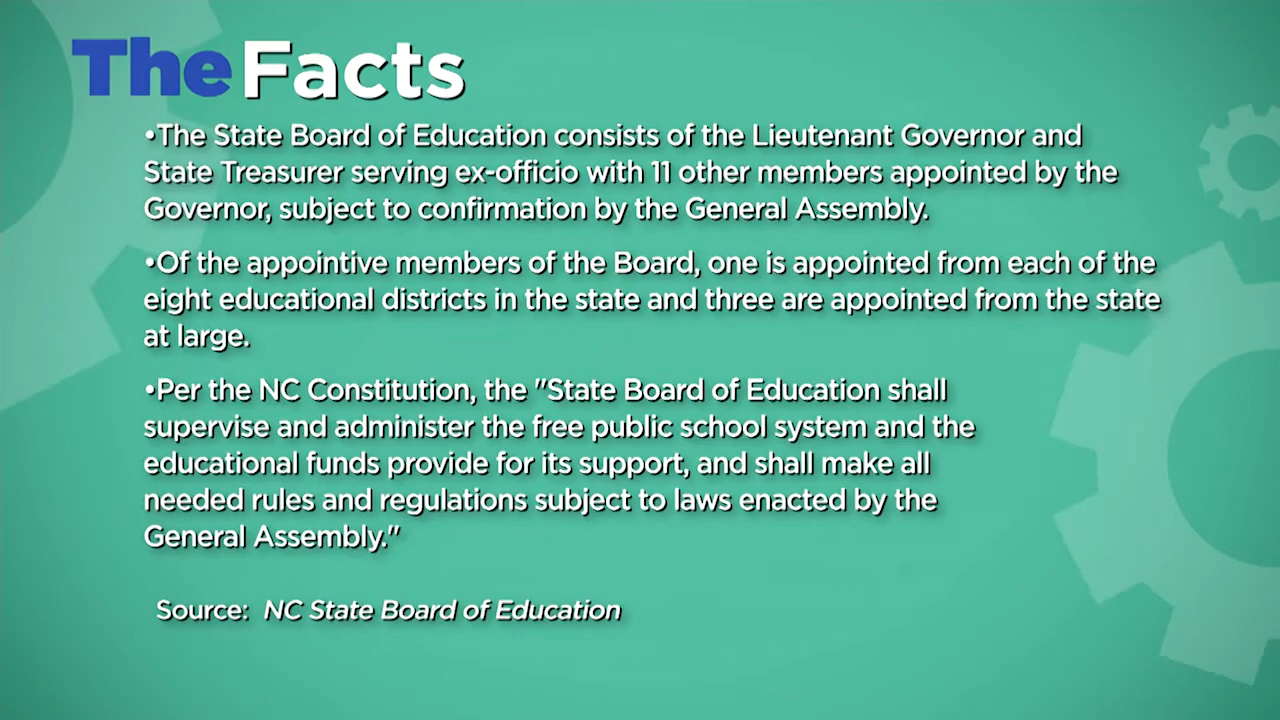 The Facts
•The State Board of Education consists of the Lieutenant Governor and
State Treasurer serving ex-officio with 11 other members appointed by the
Governor, subject to confirmation by the General Assembly.
•Of the appointive members of the Board, one is appointed from each of the
eight educational districts in the state and three are appointed from the state
at large.
•Per the NC Constitution, the "State Board of Education shall
supervise and administer the free public school system and the
educational funds provide for its support, and shall make all
needed rules and regulations subject to laws enacted by the
General Assembly."
Source: NC State Board of Education